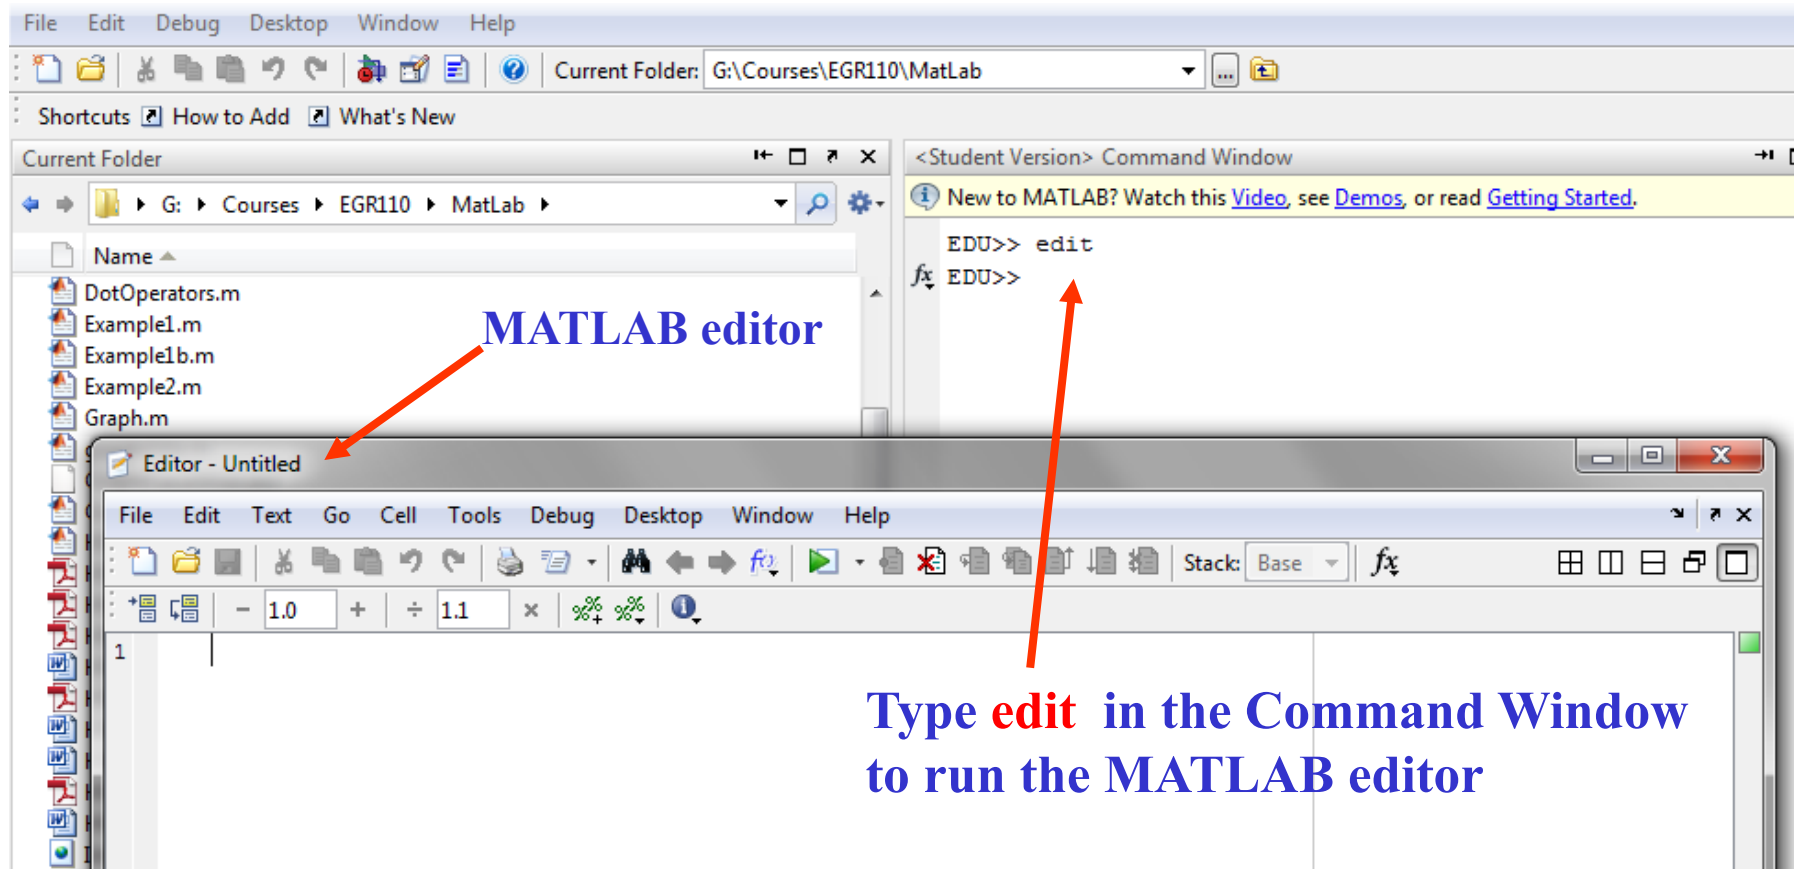 File Edit Debug Desktop Window Help
Current Folder: G:\Courses\EGR110\MatLab ...
Shortcuts How to Add What's New
Current Folder
G: Courses EGR110 MatLab
Name
DotOperators.m
Example1.m
Example1b.m
Example2.m
Graph.m
<Student Version> Command Window
New to MATLAB? Watch this Video, see Demos, or read Getting Started.
EDU>> edit
fx EDU>>
MATLAB editor
Editor - Untitled
File Edit Text Go Cell Tools Debug Desktop Window Help
Stack: Base fx
− 1.0 + ÷ 1.1 ×
1
Type edit in the Command Window
to run the MATLAB editor